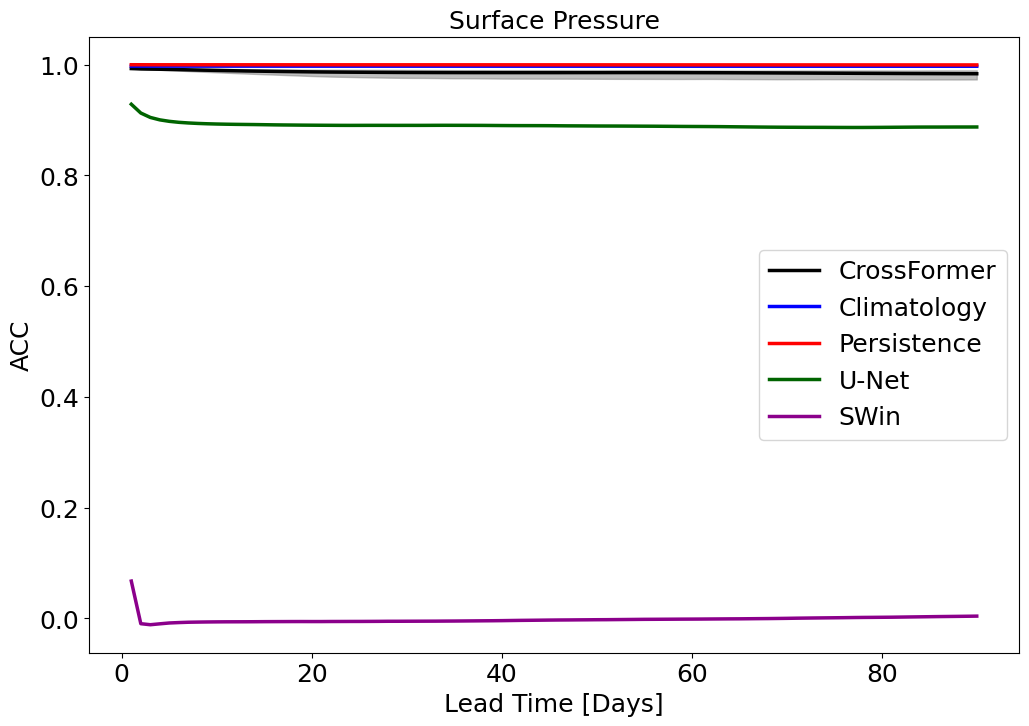 Surface Pressure
ACC
1.0
0.8
0.6
0.4
0.2
0.0
CrossFormer
Climatology
Persistence
U-Net
SWin
0 20 40 60 80
Lead Time [Days]